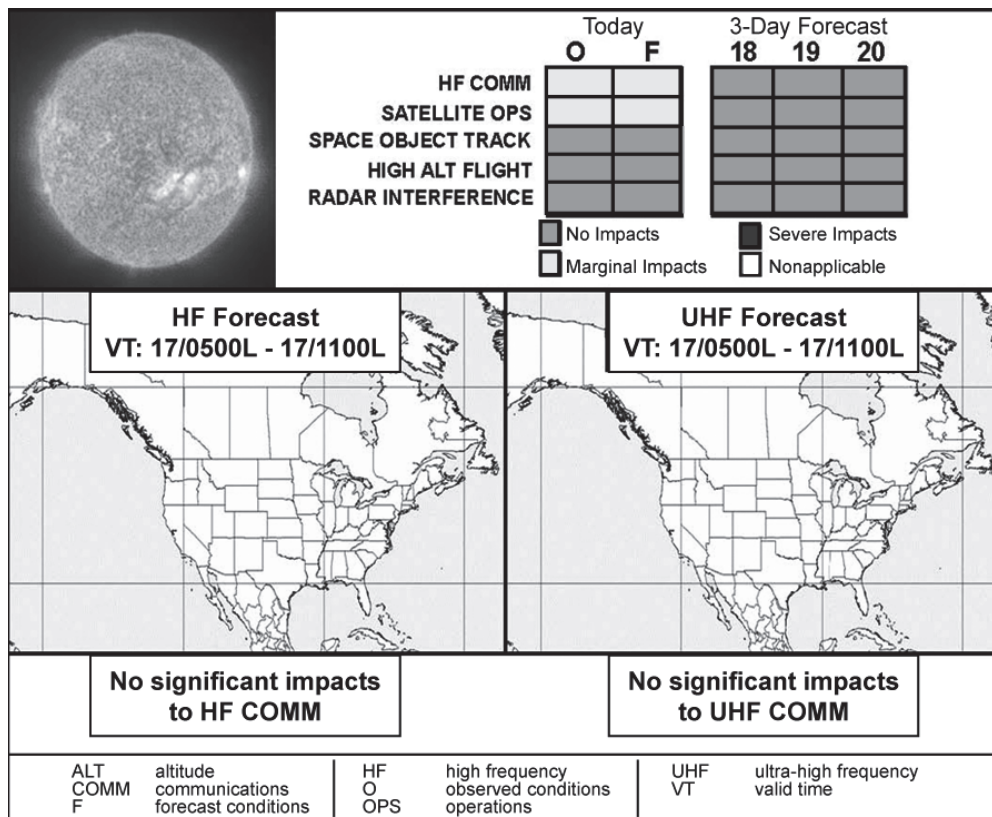 Today 3-Day Forecast
O F 18 19 20
HF COMM
SATELLITE OPS
SPACE OBJECT TRACK
HIGH ALT FLIGHT
RADAR INTERFERENCE
No Impacts Severe Impacts
Marginal Impacts Nonapplicable
HF Forecast
VT: 17/0500L - 17/1100L
UHF Forecast
VT: 17/0500L - 17/1100L
No significant impacts
to HF COMM
No significant impacts
to UHF COMM
ALT altitude
COMM communications
F forecast conditions
HF high frequency
O observed conditions
OPS operations
UHF ultra-high frequency
VT valid time